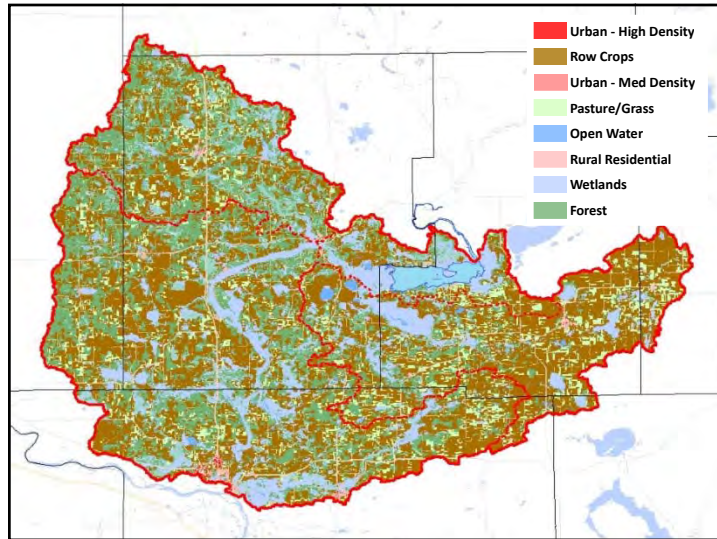 Urban - High Density
Row Crops
Urban - Med Density
Pasture/Grass
Open Water
Rural Residential
Wetlands
Forest